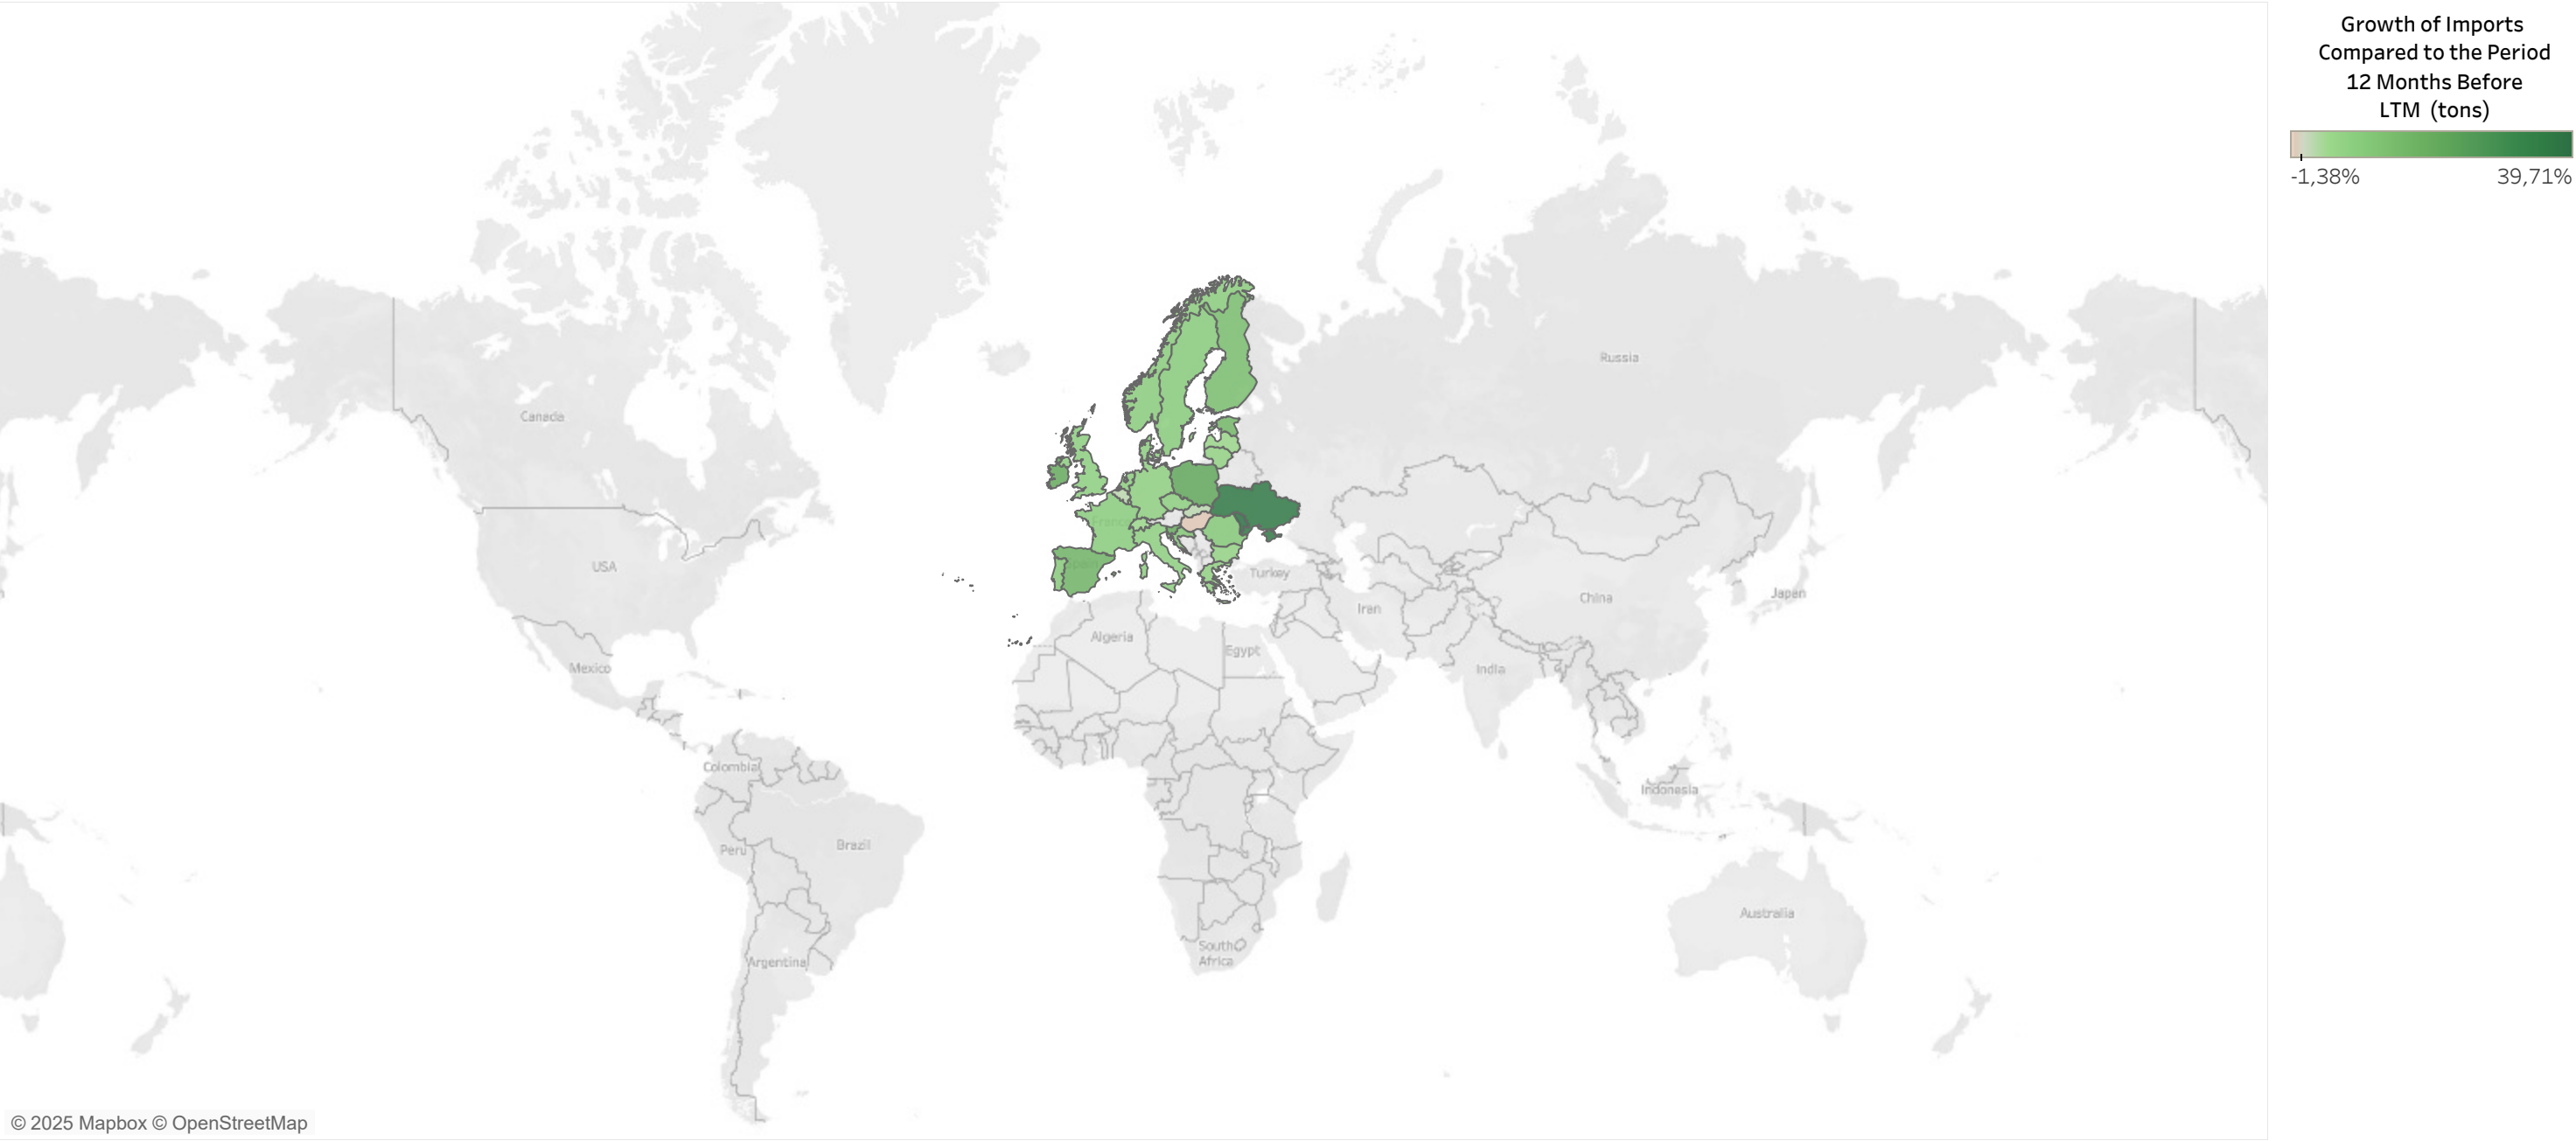 Growth of Imports
Compared to the Period
12 Months Before
LTM (tons)
-1,38%
39,71%
Russia
Canada
France
USA
Spain
Turkey
China
Japan
Iran
Algeria
Egypt
Mexico
India
Colombia
Indonesia
Brazil
Peru
Australia
South
Africa
Argentina
© 2025 Mapbox © OpenStreetMap